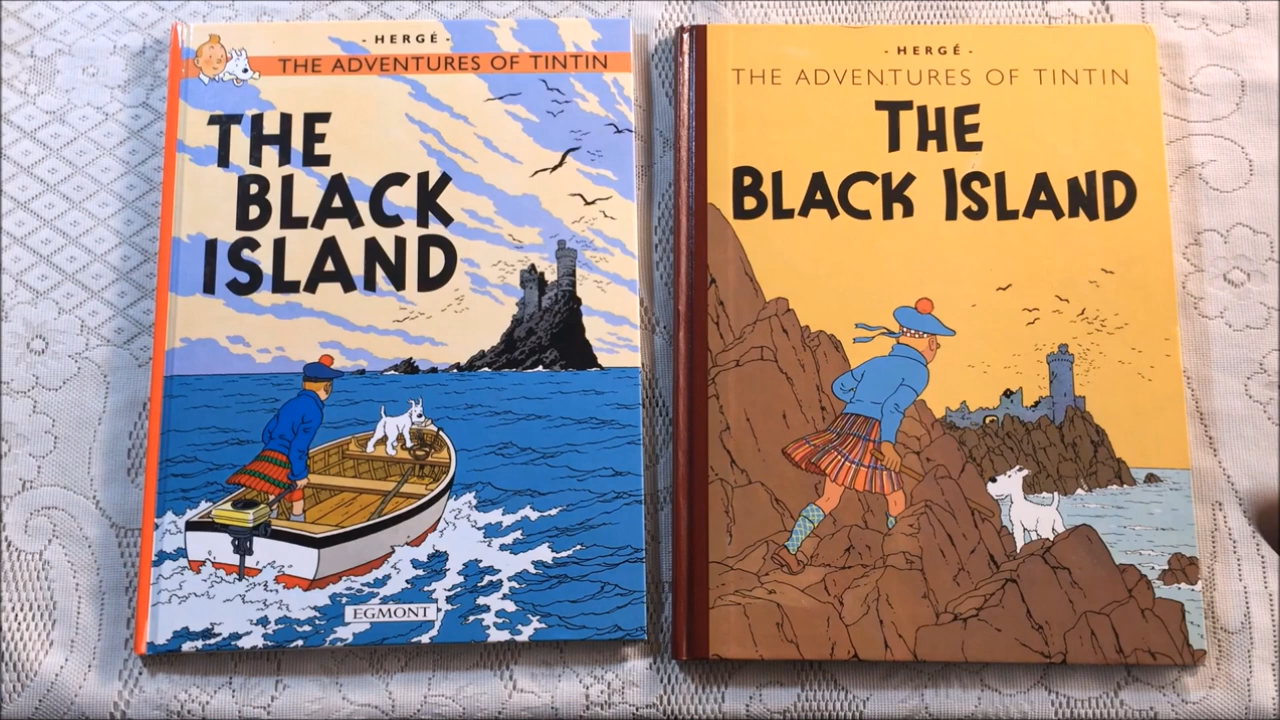 - HERGÉ -
THE ADVENTURES OF TINTIN
THE
BLACK
ISLAND
EGMONT
- HERGÉ -
THE ADVENTURES OF TINTIN
THE
BLACK ISLAND